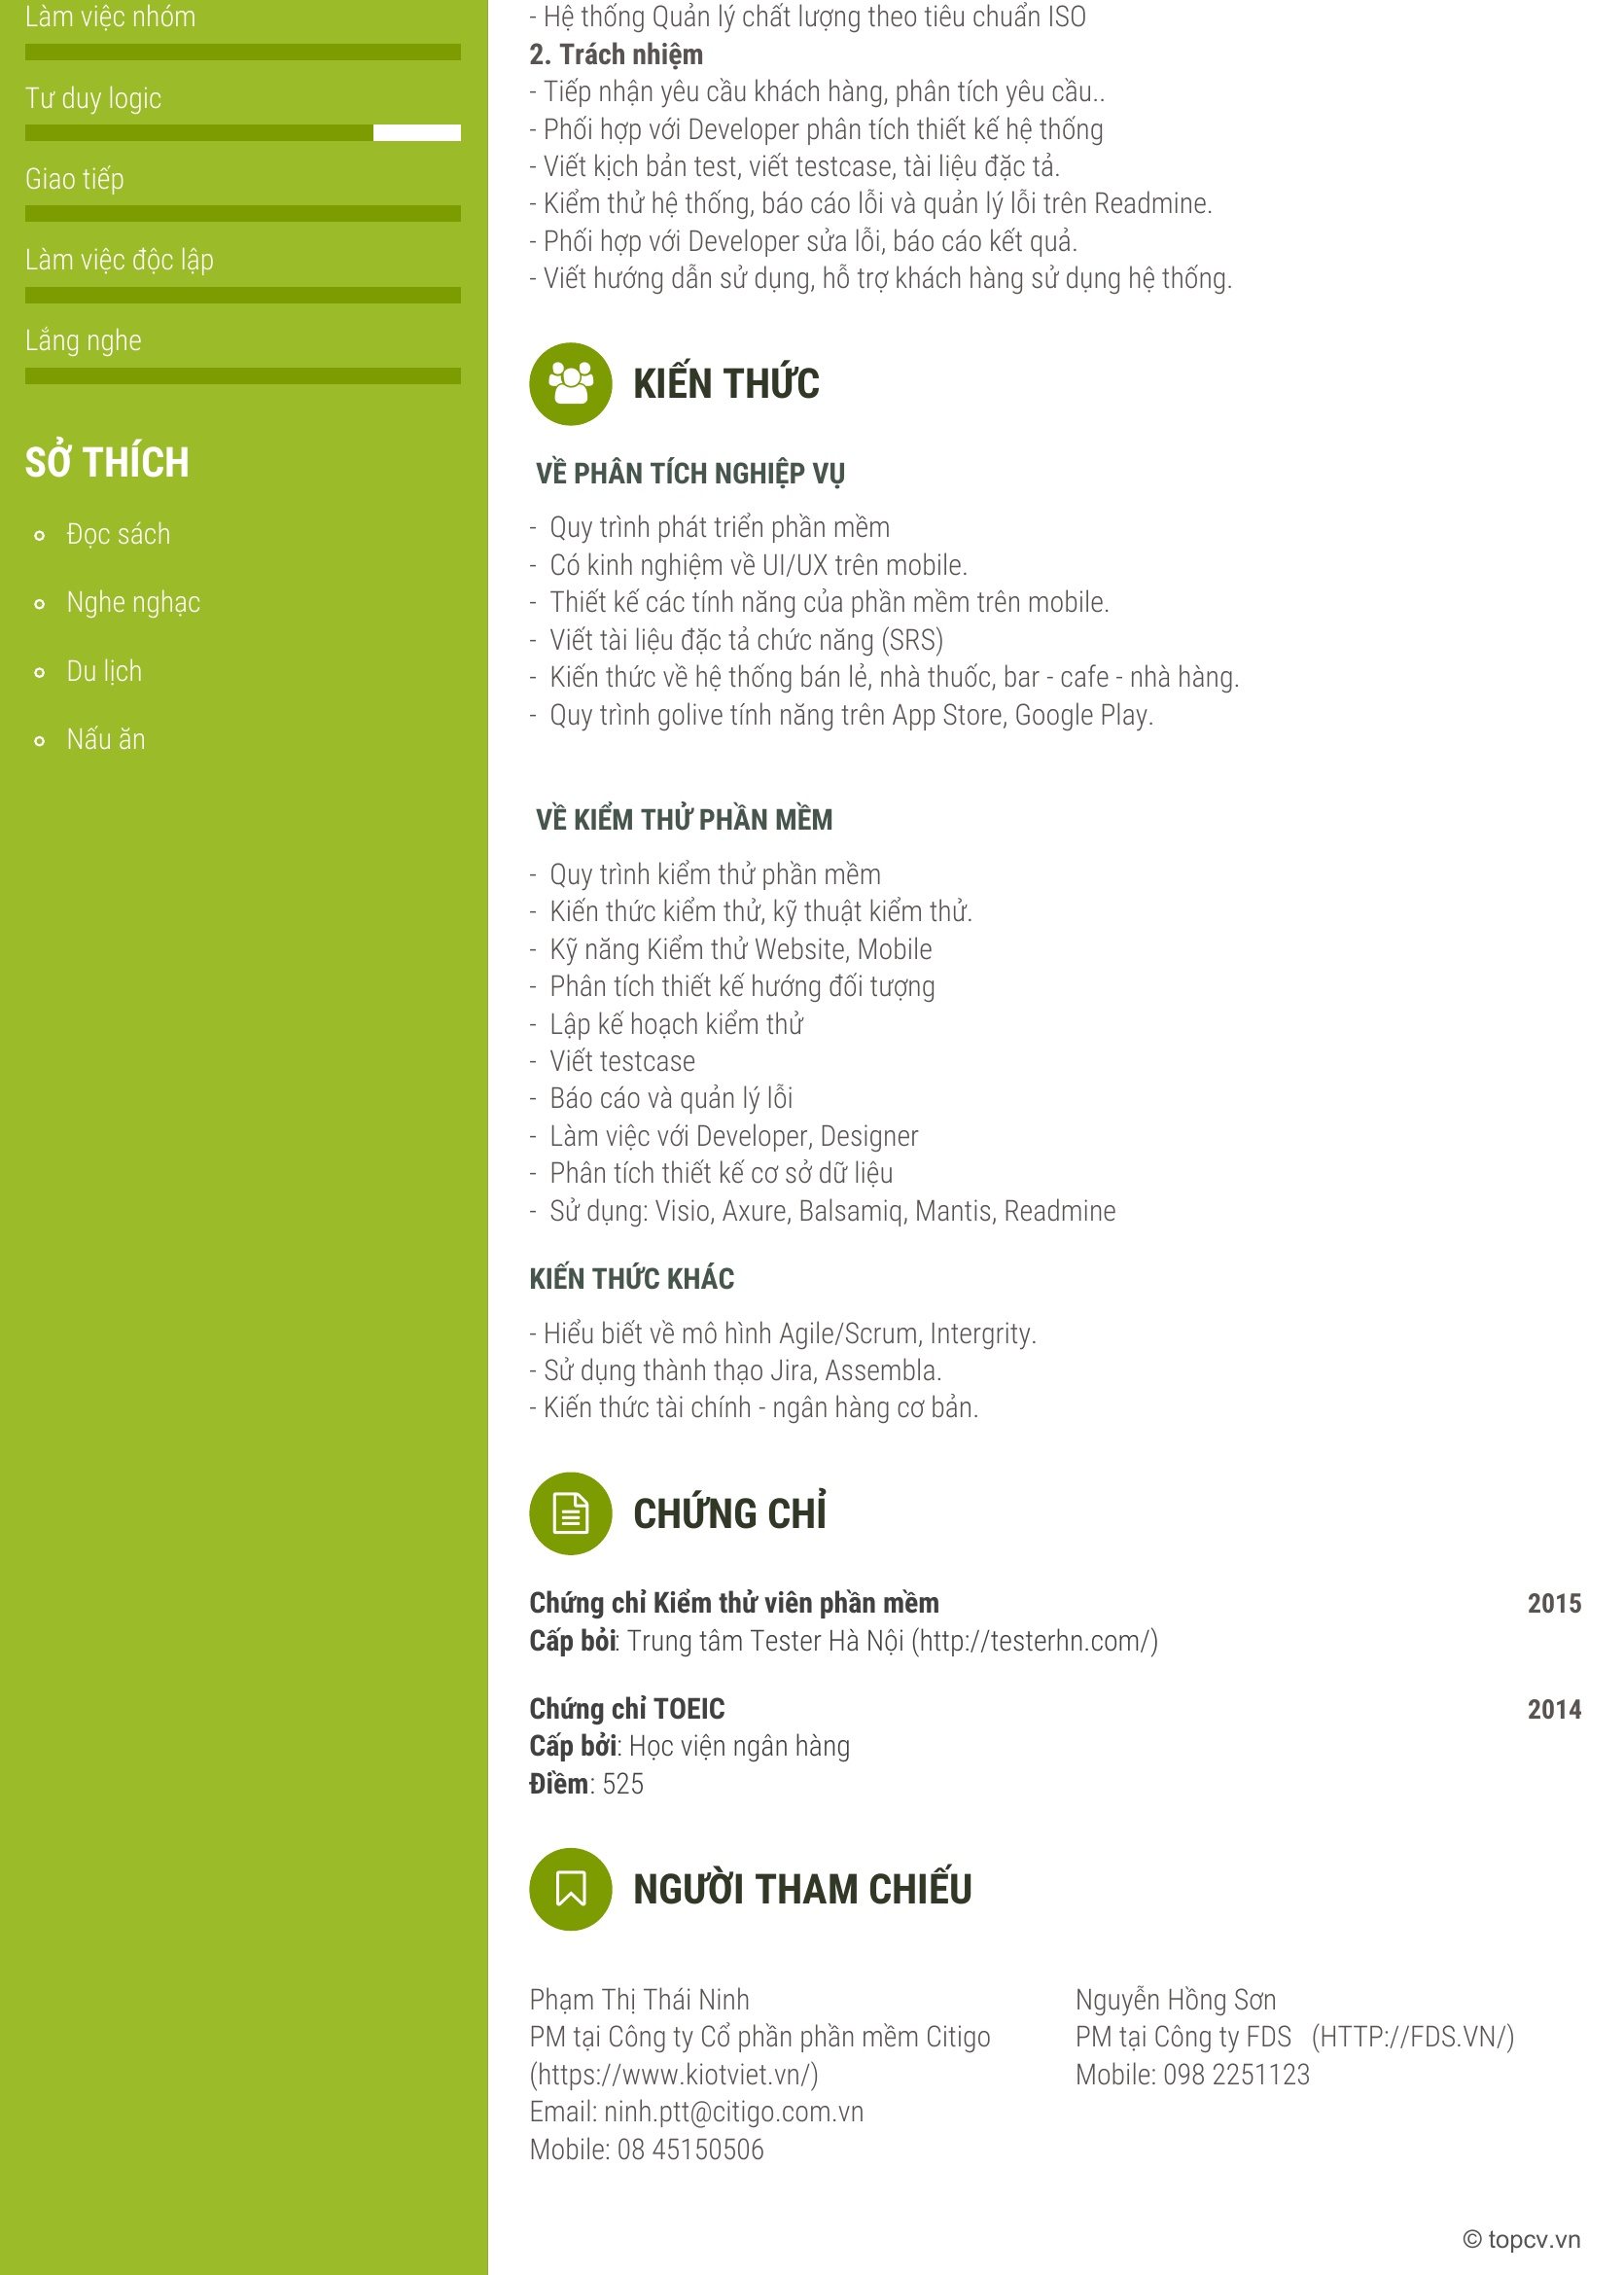 Làm việc nhóm
Tư duy logic
Giao tiếp
Làm việc độc lập
Lắng nghe
SỞ THÍCH
Đọc sách
Nghe nghạc
Du lịch
Nấu ăn
- Hệ thống Quản lý chất lượng theo tiêu chuẩn ISO
2. Trách nhiệm
- Tiếp nhận yêu cầu khách hàng, phân tích yêu cầu..
- Phối hợp với Developer phân tích thiết kế hệ thống
- Viết kịch bản test, viết testcase, tài liệu đặc tả.
- Kiểm thử hệ thống, báo cáo lỗi và quản lý lỗi trên Readmine.
- Phối hợp với Developer sửa lỗi, báo cáo kết quả.
- Viết hướng dẫn sử dụng, hỗ trợ khách hàng sử dụng hệ thống.
KIẾN THỨC
VỀ PHÂN TÍCH NGHIỆP VỤ
- Quy trình phát triển phần mềm
- Có kinh nghiệm về UI/UX trên mobile.
- Thiết kế các tính năng của phần mềm trên mobile.
- Viết tài liệu đặc tả chức năng (SRS)
- Kiến thức về hệ thống bán lẻ, nhà thuốc, bar - cafe - nhà hàng.
- Quy trình golive tính năng trên App Store, Google Play.
VỀ KIỂM THỬ PHẦN MỀM
- Quy trình kiểm thử phần mềm
- Kiến thức kiểm thử, kỹ thuật kiểm thử.
- Kỹ năng Kiểm thử Website, Mobile
- Phân tích thiết kế hướng đối tượng
- Lập kế hoạch kiểm thử
- Viết testcase
- Báo cáo và quản lý lỗi
- Làm việc với Developer, Designer
- Phân tích thiết kế cơ sở dữ liệu
- Sử dụng: Visio, Axure, Balsamiq, Mantis, Readmine
KIẾN THỨC KHÁC
- Hiểu biết về mô hình Agile/Scrum, Intergrity.
- Sử dụng thành thạo Jira, Assembla.
- Kiến thức tài chính - ngân hàng cơ bản.
CHỨNG CHỈ
Chứng chỉ Kiểm thử viên phần mềm 2015
Cấp bỏi: Trung tâm Tester Hà Nội (http://testerhn.com/)
Chứng chỉ TOEIC 2014
Cấp bởi: Học viện ngân hàng
Điềm: 525
NGƯỜI THAM CHIẾU
Phạm Thị Thái Ninh
PM tại Công ty Cổ phần phần mềm Citigo
(https://www.kiotviet.vn/)
Email: ninh.ptt@citigo.com.vn
Mobile: 08 45150506
Nguyễn Hồng Sơn
PM tại Công ty FDS (HTTP://FDS.VN/)
Mobile: 098 2251123
© topcv.vn